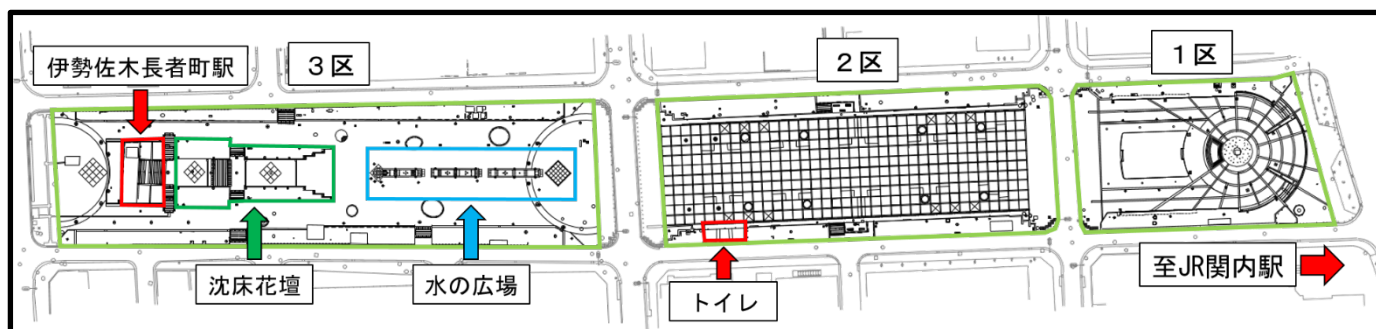 伊勢佐木長者町駅
3区
2区
1区
沈床花壇
水の広場
トイレ
至JR関内駅